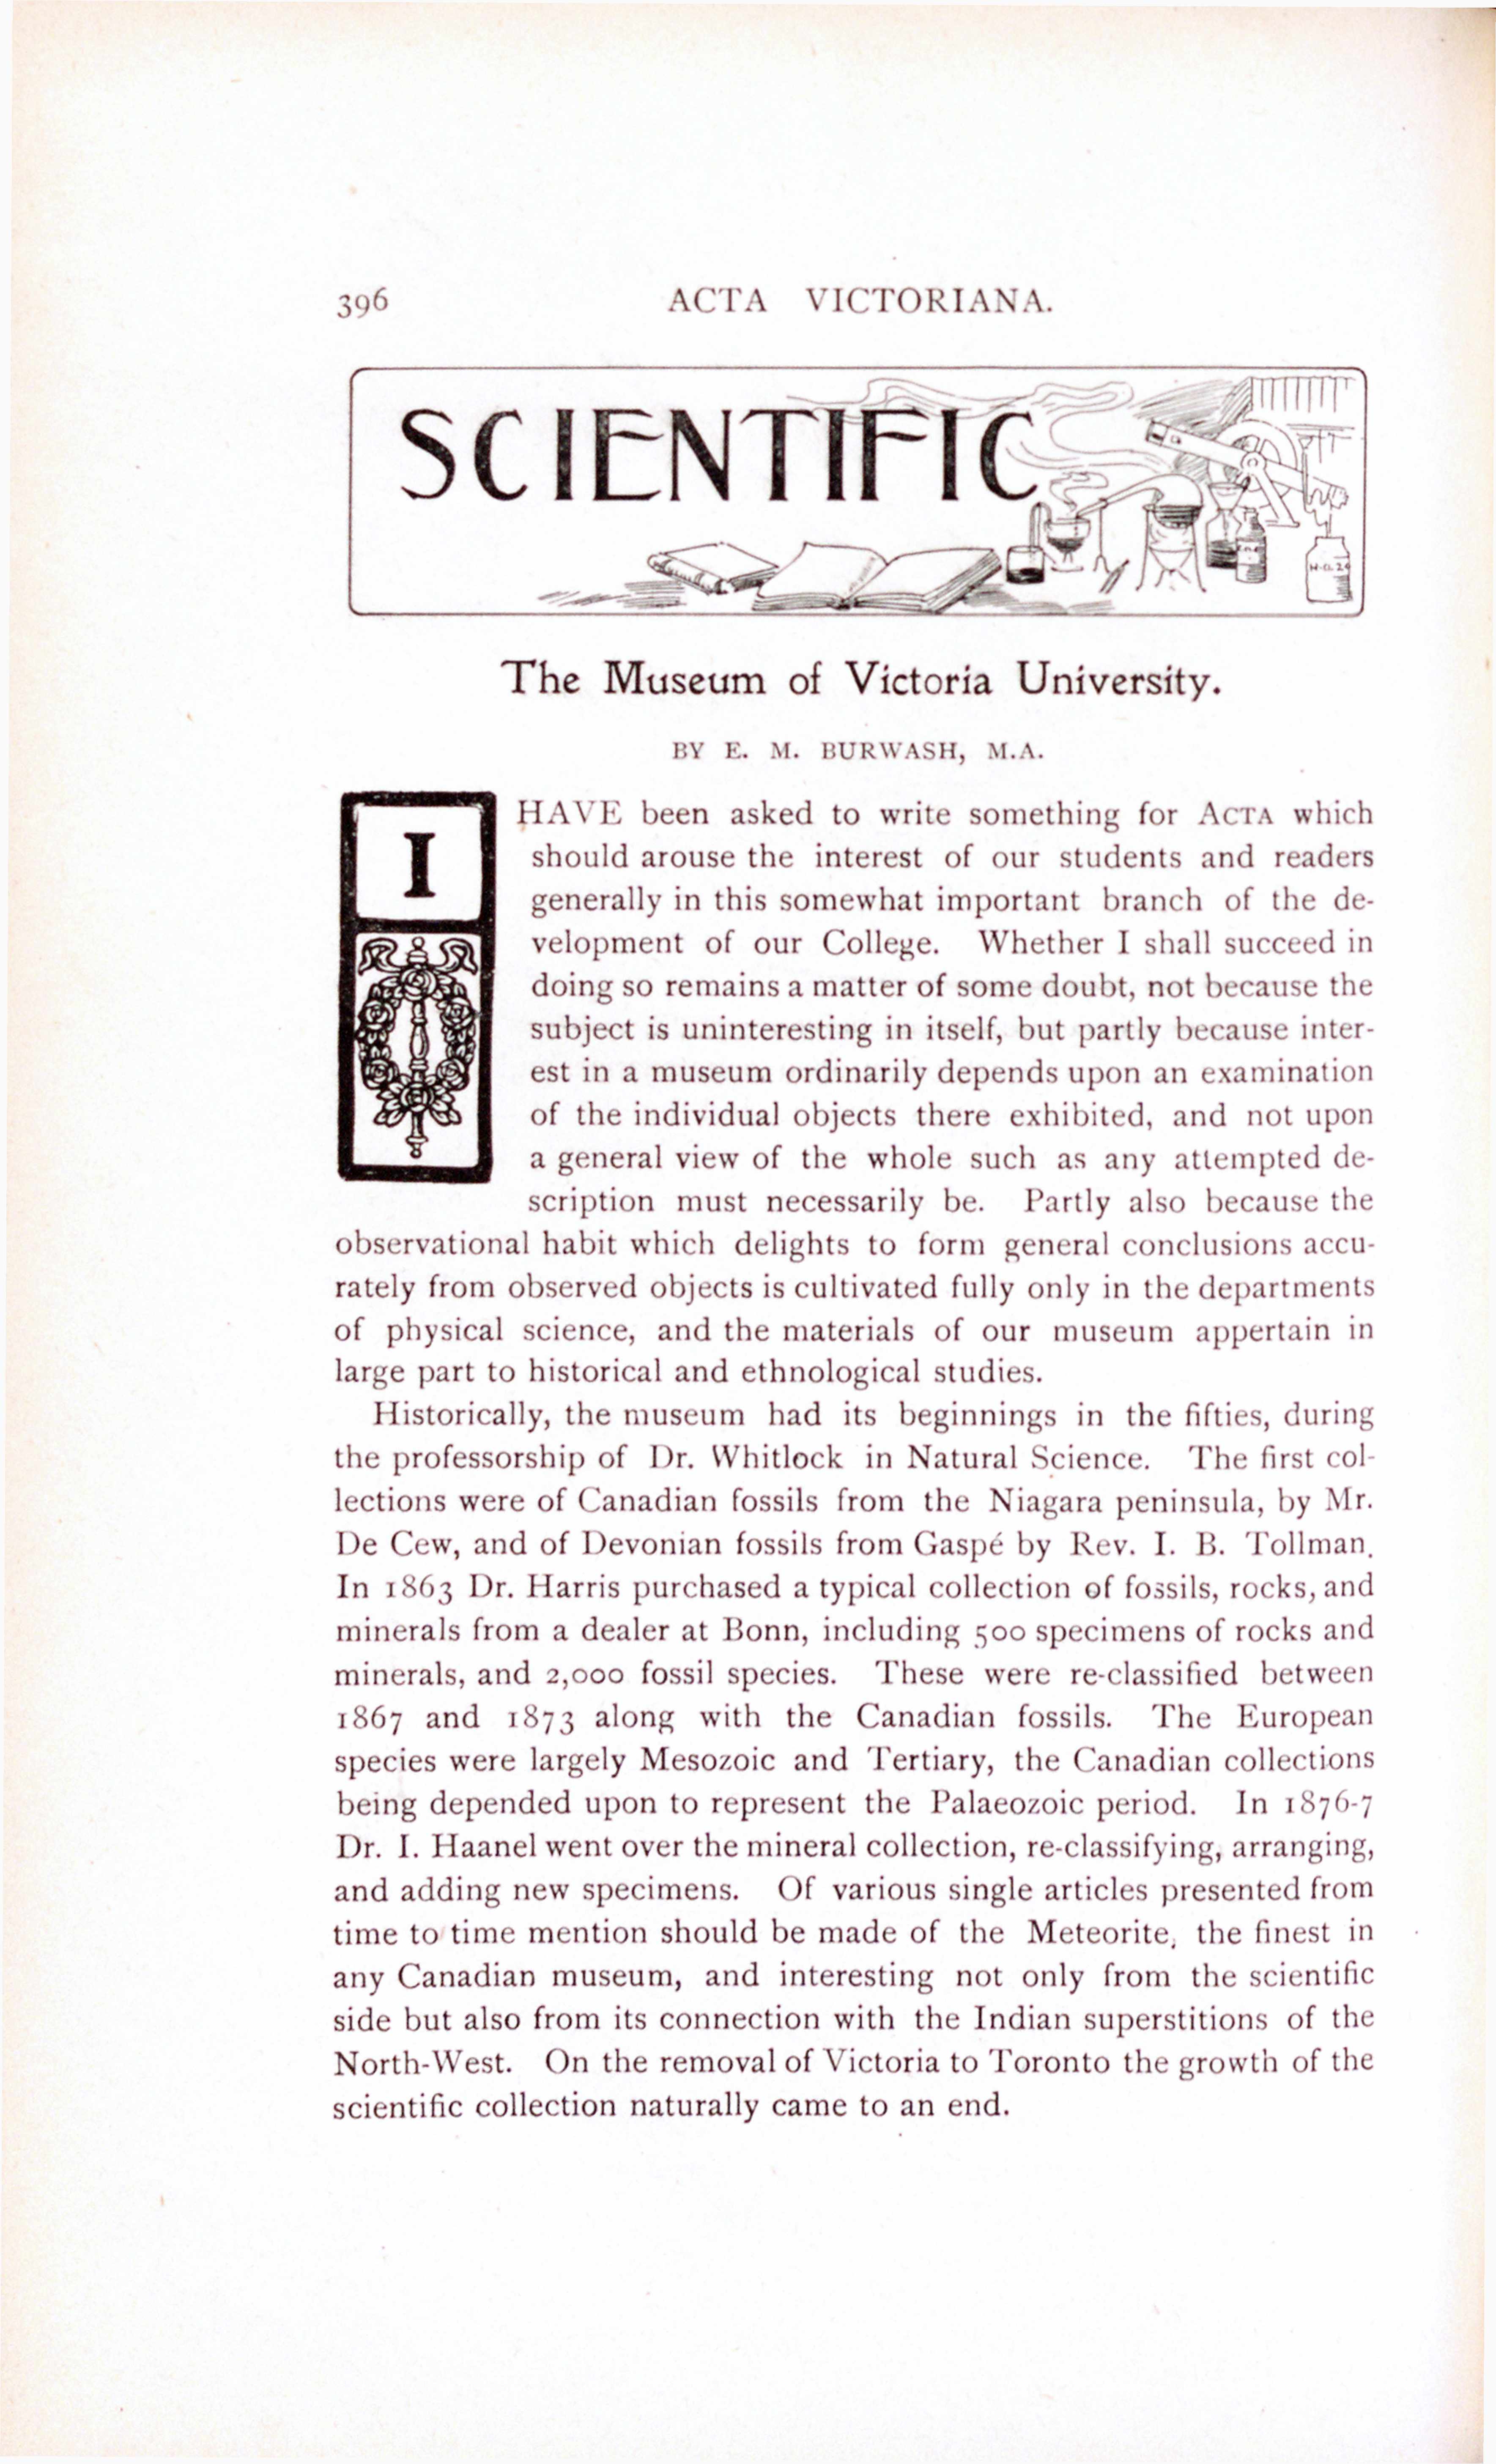 396 ACTA VICTORIANA.
SCIENTIFIC
The Museum of Victoria University.
BY E. M. BURWASH, M.A.
I HAVE been asked to write something for ACTA which
should arouse the interest of our students and readers
generally in this somewhat important branch of the de-
velopment of our College. Whether I shall succeed in
doing so remains a matter of some doubt, not because the
subject is uninteresting in itself, but partly because inter-
est in a museum ordinarily depends upon an examination
of the individual objects there exhibited, and not upon
a general view of the whole such as any attempted de-
scription must necessarily be. Partly also because the
observational habit which delights to form general conclusions accu-
rately from observed objects is cultivated fully only in the departments
of physical science, and the materials of our museum appertain in
large part to historical and ethnological studies.
Historically, the museum had its beginnings in the fifties, during
the professorship of Dr. Whitlock in Natural Science. The first col-
lections were of Canadian fossils from the Niagara peninsula, by Mr.
De Cew, and of Devonian fossils from Gaspé by Rev. I. B. Tollman.
In 1863 Dr. Harris purchased a typical collection of fossils, rocks, and
minerals from a dealer at Bonn, including 500 specimens of rocks and
minerals, and 2,000 fossil species. These were re-classified between
1867 and 1873 along with the Canadian fossils. The European
species were largely Mesozoic and Tertiary, the Canadian collections
being depended upon to represent the Palaeozoic period. In 1876-7
Dr. I. Haanel went over the mineral collection, re-classifying, arranging,
and adding new specimens. Of various single articles presented from
time to time mention should be made of the Meteorite, the finest in
any Canadian museum, and interesting not only from the scientific
side but also from its connection with the Indian superstitions of the
North-West. On the removal of Victoria to Toronto the growth of the
scientific collection naturally came to an end.